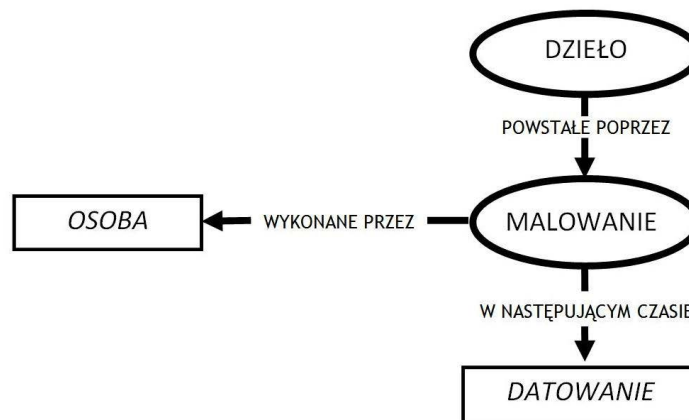 DZIEŁO
POWSTAŁE POPRZEZ
OSOBA
WYKONANE PRZEZ
MALOWANIE
W NASTĘPUJĄCYM CZASIE
DATOWANIE